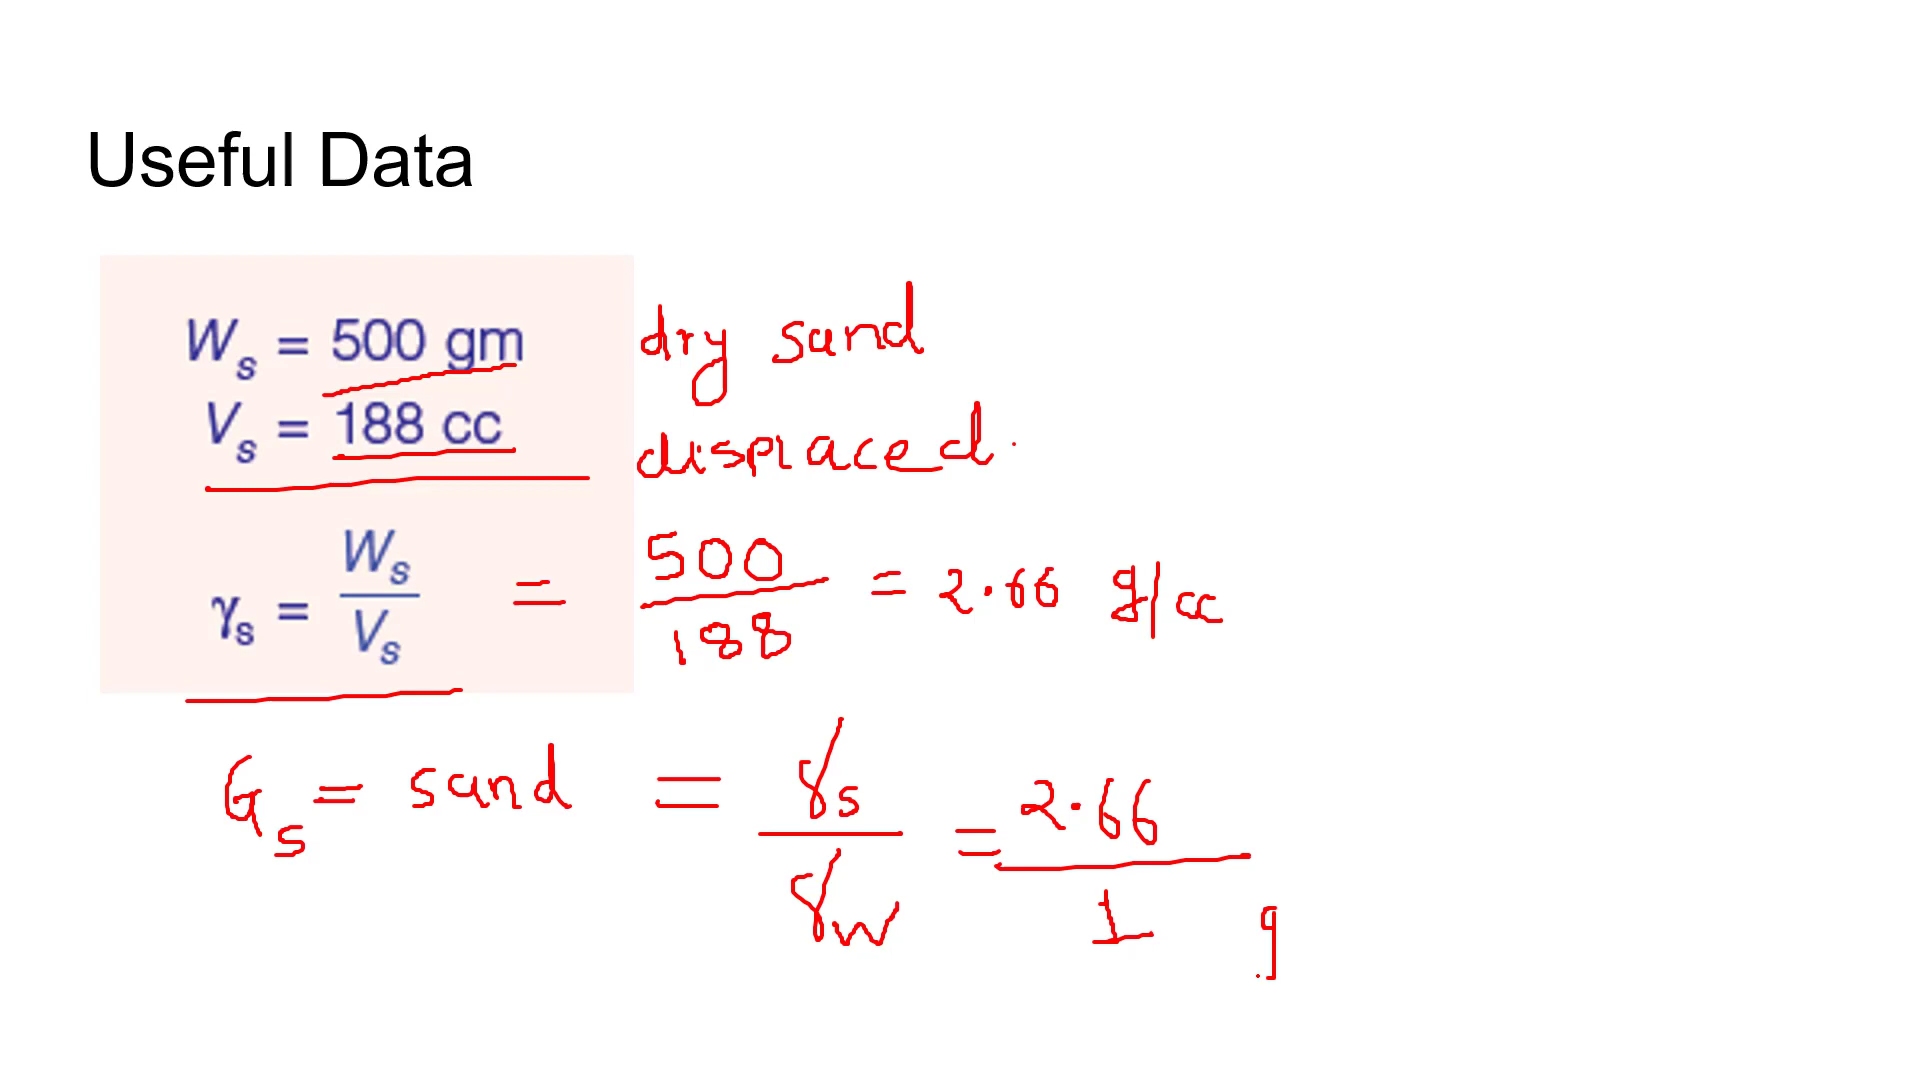 Useful Data
Wₛ = 500 gm dry sand
Vₛ = 188 cc displaced.
γₛ = Wₛ/Vₛ = 500/188 = 2.66 g/cc
Gₛ = sand = γₛ/γw = 2.66/1 g